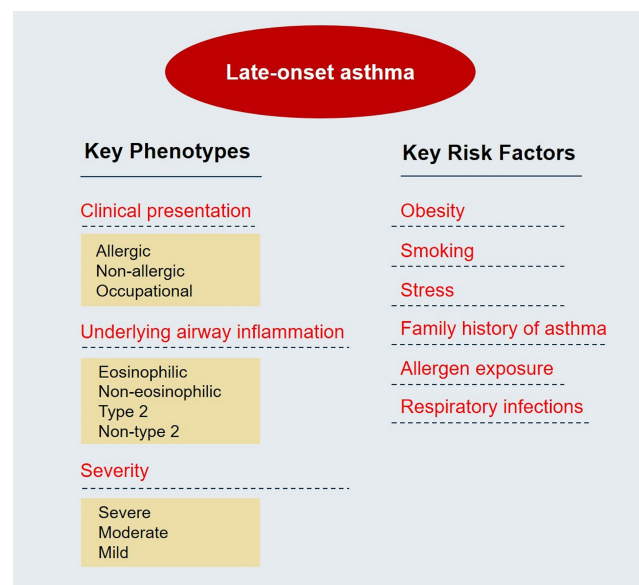 Late-onset asthma
Key Phenotypes
Clinical presentation
Allergic
Non-allergic
Occupational
Underlying airway inflammation
Eosinophilic
Non-eosinophilic
Type 2
Non-type 2
Severity
Severe
Moderate
Mild
Key Risk Factors
Obesity
Smoking
Stress
Family history of asthma
Allergen exposure
Respiratory infections